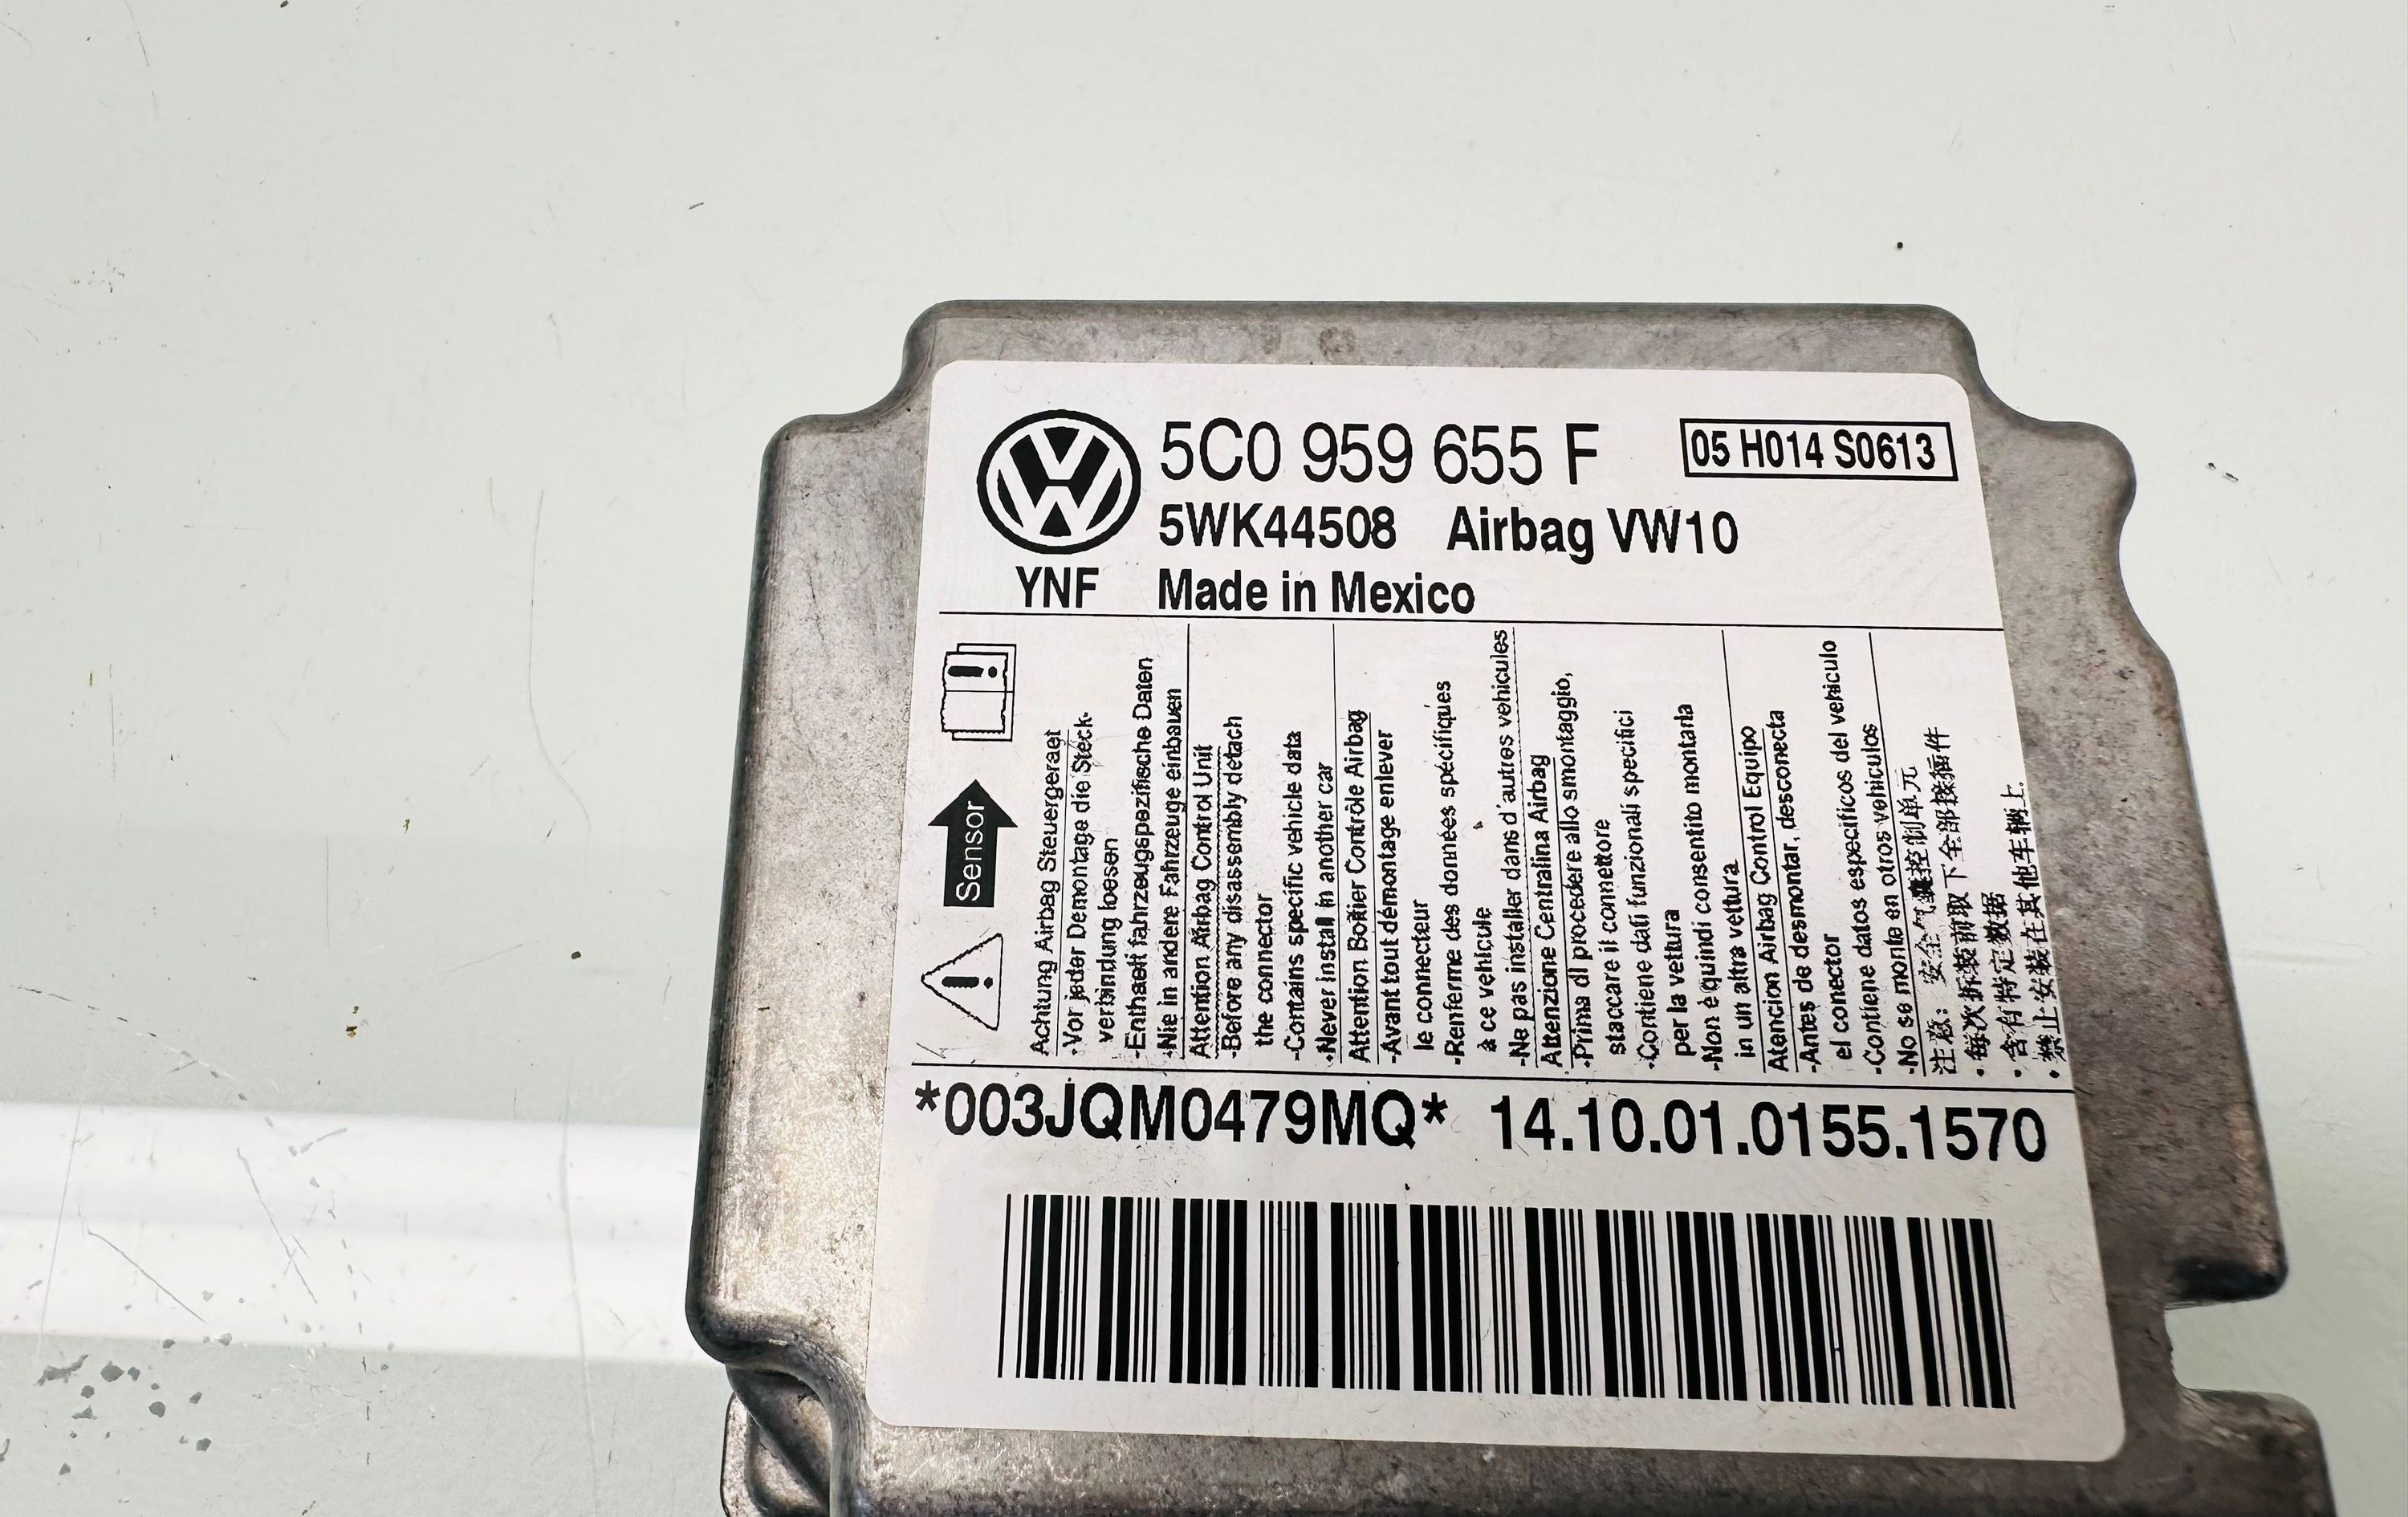 5C0 959 655 F
05 H014 S0613
5WK44508 Airbag VW10
YNF Made in Mexico
Sensor
Achtung Airbag Steuergeraet
-Vor jeder Demontage die Steck-
verbindung loesen
-Enthaelt fahrzeugspezifische Daten
-Nie in andere Fahrzeuge einbauen
Attention Airbag Control Unit
-Before any disassembly detach
the connector
-Contains specific vehicle data
-Never install in another car
Attention Boîtier Contrôle Airbag
-Avant tout démontage enlever
le connecteur
-Renferme des données spécifiques
à ce vehicule
-Ne pas installer dans d'autres vehicules
Attenzione Centralina Airbag
-Prima di procedere allo smontaggio,
staccare il connettore
-Contiene dati funzionali specifici
per la vettura
-Non è quindi consentito montarla
in un altra vettura
Atencion Airbag Control Equipo
-Antes de desmontar, desconecta
el conector
-Contiene datos especificos del vehiculo
-No se monte en otros vehiculos
注意: 安全气囊控制单元
·每次拆装前取下全部接插件
·含有特定数据
·禁止安装在其他车辆上
*003JQM0479MQ* 14.10.01.0155.1570